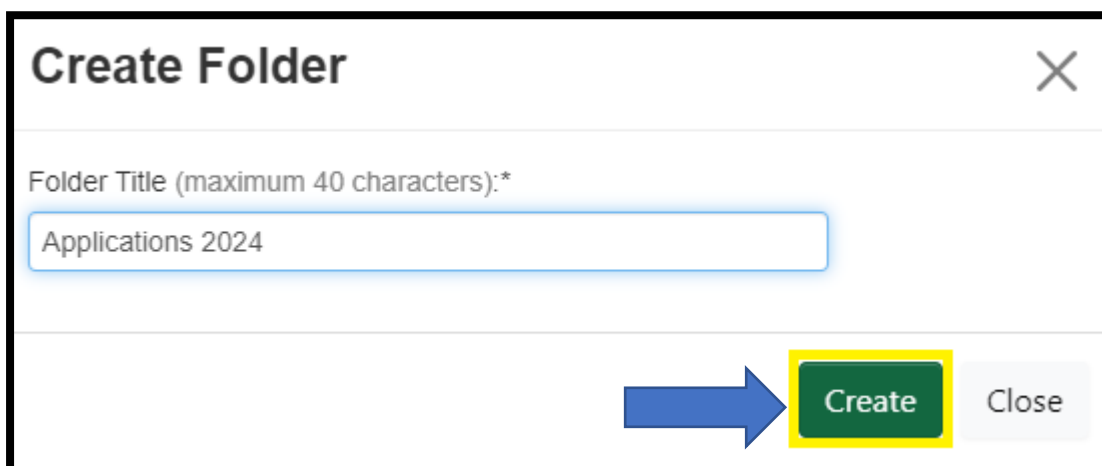 Create Folder
Folder Title (maximum 40 characters):*
Applications 2024
Create
Close